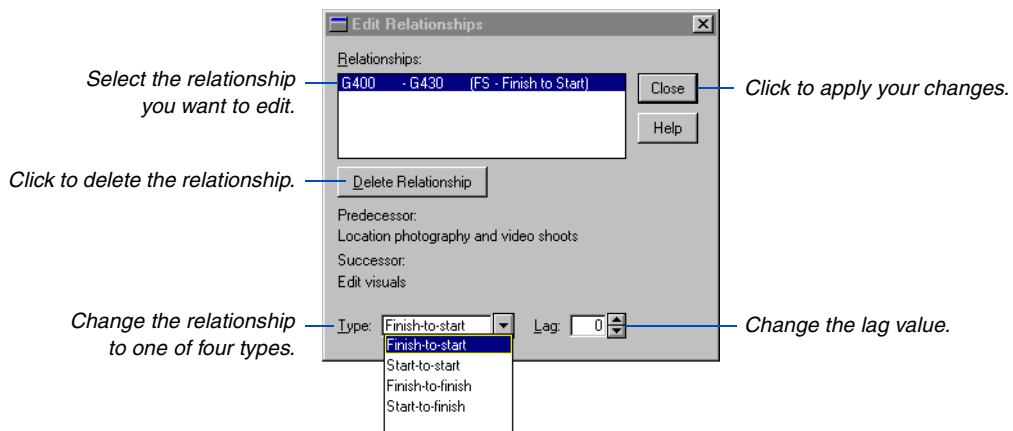 Edit Relationships
Relationships:
Select the relationship
you want to edit.
G400 - G430 (FS - Finish to Start)
Close
Click to apply your changes.
Help
Click to delete the relationship.
Delete Relationship
Predecessor:
Location photography and video shoots
Successor:
Edit visuals
Change the relationship
to one of four types.
Type: Finish-to-start
Lag: 0
Change the lag value.
Finish-to-start
Start-to-start
Finish-to-finish
Start-to-finish